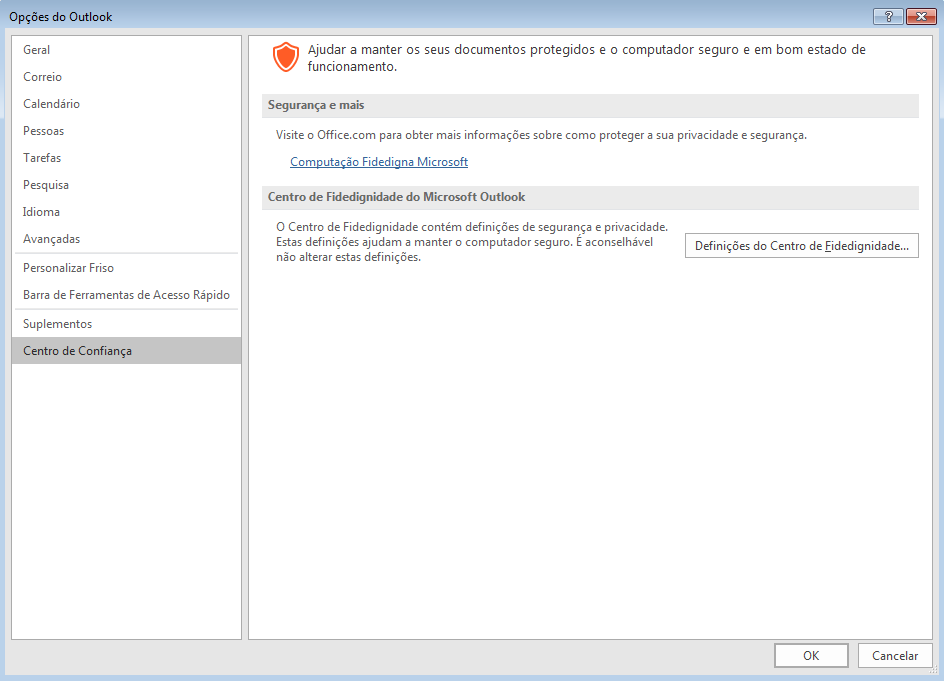 Opções do Outlook
Geral
Correio
Calendário
Pessoas
Tarefas
Pesquisa
Idioma
Avançadas
Personalizar Friso
Barra de Ferramentas de Acesso Rápido
Suplementos
Centro de Confiança
Ajudar a manter os seus documentos protegidos e o computador seguro e em bom estado de
funcionamento.
Segurança e mais
Visite o Office.com para obter mais informações sobre como proteger a sua privacidade e segurança.
Computação Fidedigna Microsoft
Centro de Fidedignidade do Microsoft Outlook
O Centro de Fidedignidade contém definições de segurança e privacidade.
Estas definições ajudam a manter o computador seguro. É aconselhável
não alterar estas definições.
Definições do Centro de Fidedignidade...
OK
Cancelar